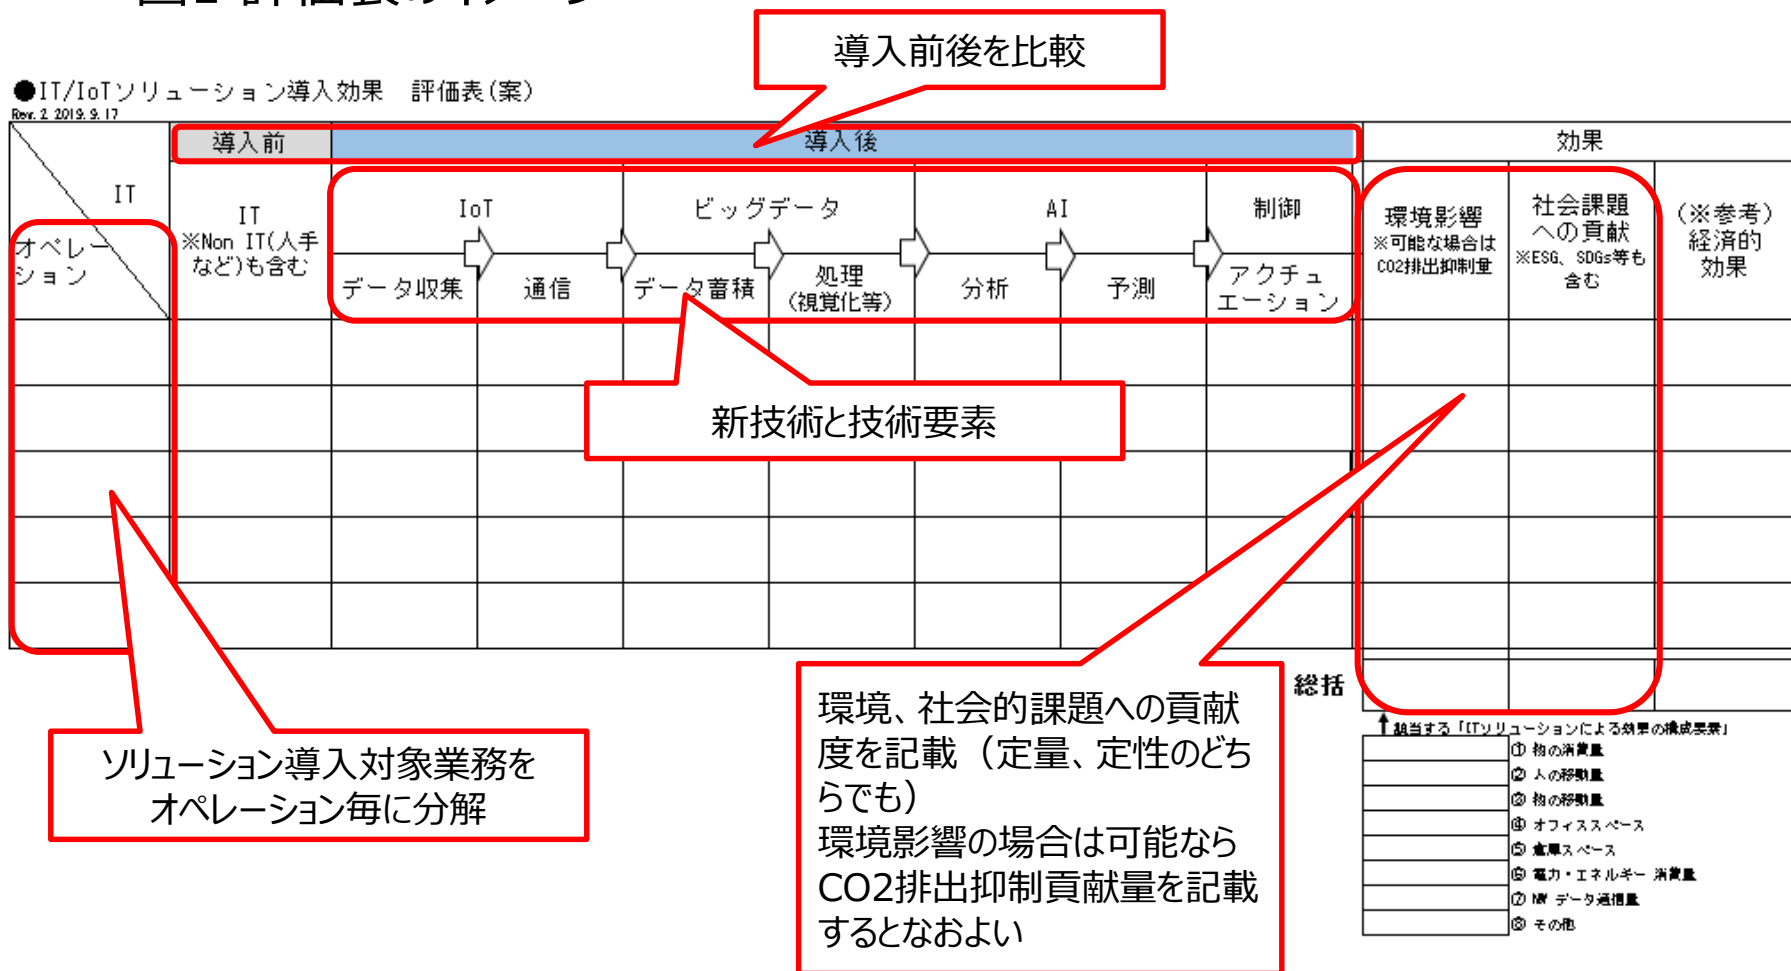 導入前後を比較
●IT/IoTソリューション導入効果　評価表(案)
Rev. 2 2019. 9. 17
導入前
導入後
効果
IT
オペレー
ション
IT
※Non IT(人手
など)も含む
IoT
ビッグデータ
AI
制御
データ収集
通信
データ蓄積
処理
(視覚化等)
分析
予測
アクチュ
エーション
環境影響
※可能な場合は
CO2排出抑制量
社会課題
への貢献
※ESG、SDGs等も
含む
(※参考)
経済的
効果
新技術と技術要素
総括
ソリューション導入対象業務を
オペレーション毎に分解
環境、社会的課題への貢献
度を記載（定量、定性のどち
らでも）
環境影響の場合は可能なら
CO2排出抑制貢献量を記載
するとなおよい
↑該当する「ITソリューションによる効果の構成要素」
① 物の消費量
② 人の移動量
③ 物の移動量
④ オフィススペース
⑤ 倉庫スペース
⑥ 電力・エネルギー 消費量
⑦ NW データ通信量
⑧ その他